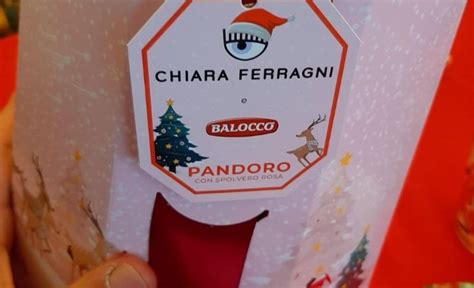 CHIARA FERRAGNI
e
BALOCCO
PANDORO
CON SPOLVERO ROSA